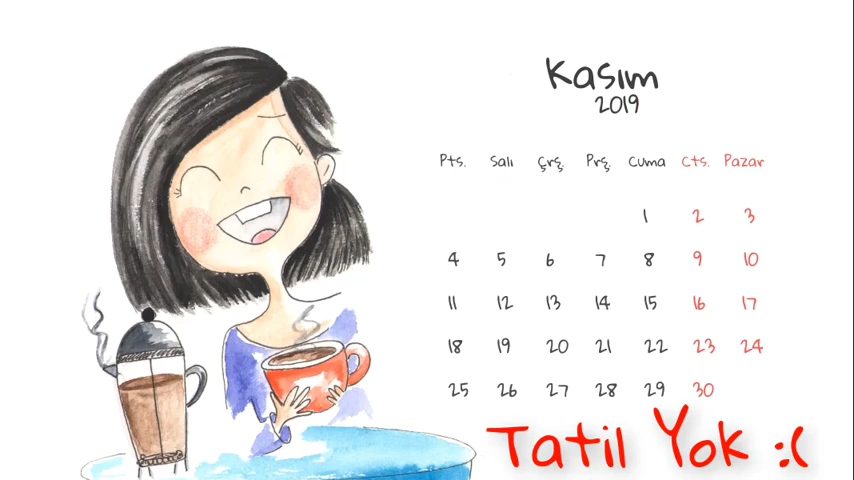 Kasım
2019
Pts. Salı Çrş. Prş. Cuma Cts. Pazar
1 2 3
4 5 6 7 8 9 10
11 12 13 14 15 16 17
18 19 20 21 22 23 24
25 26 27 28 29 30
Tatil Yok :(